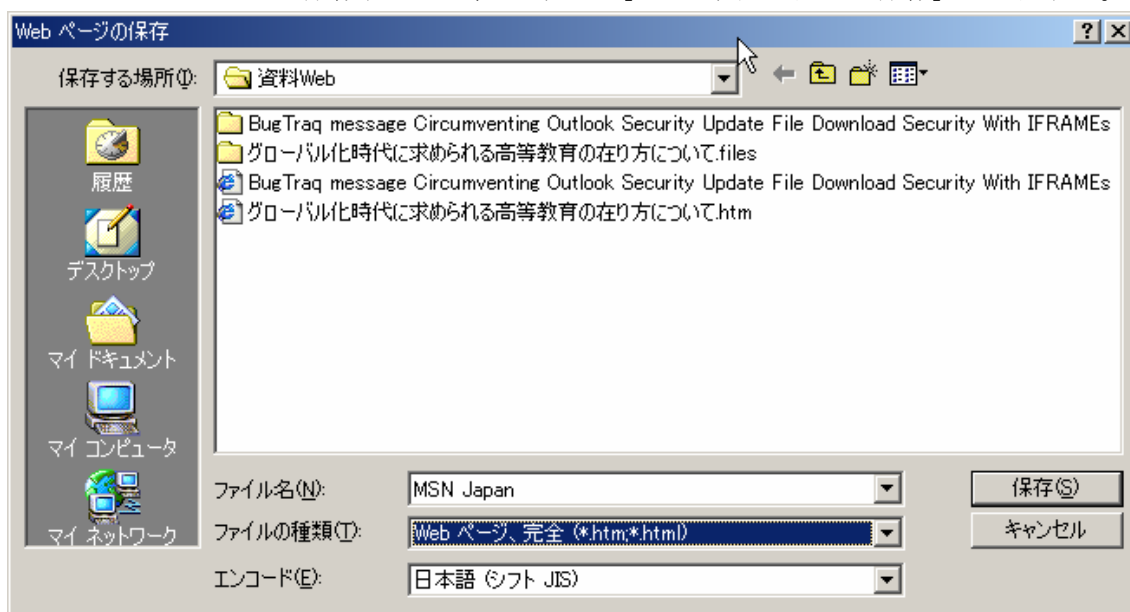 Web ページの保存
保存する場所(I):
資料Web
BugTraq message Circumventing Outlook Security Update File Download Security With IFRAMEs
グローバル化時代に求められる高等教育の在り方について.files
BugTraq message Circumventing Outlook Security Update File Download Security With IFRAMEs
グローバル化時代に求められる高等教育の在り方について.htm
履歴
デスクトップ
マイ ドキュメント
マイ コンピュータ
マイ ネットワーク
ファイル名(N):
MSN Japan
保存(S)
ファイルの種類(T):
Web ページ、完全 (*.htm;*.html)
キャンセル
エンコード(E):
日本語 (シフト JIS)